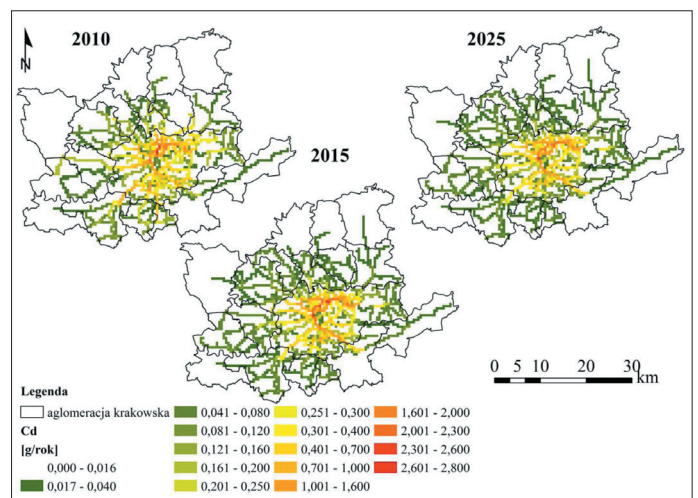 2010
2025
N
2015
0 5 10 20 30
km
Legenda
aglomeracja krakowska
Cd
[g/rok]
0,000 - 0,016
0,017 - 0,040
0,041 - 0,080
0,081 - 0,120
0,121 - 0,160
0,161 - 0,200
0,201 - 0,250
0,251 - 0,300
0,301 - 0,400
0,401 - 0,700
0,701 - 1,000
1,001 - 1,600
1,601 - 2,000
2,001 - 2,300
2,301 - 2,600
2,601 - 2,800